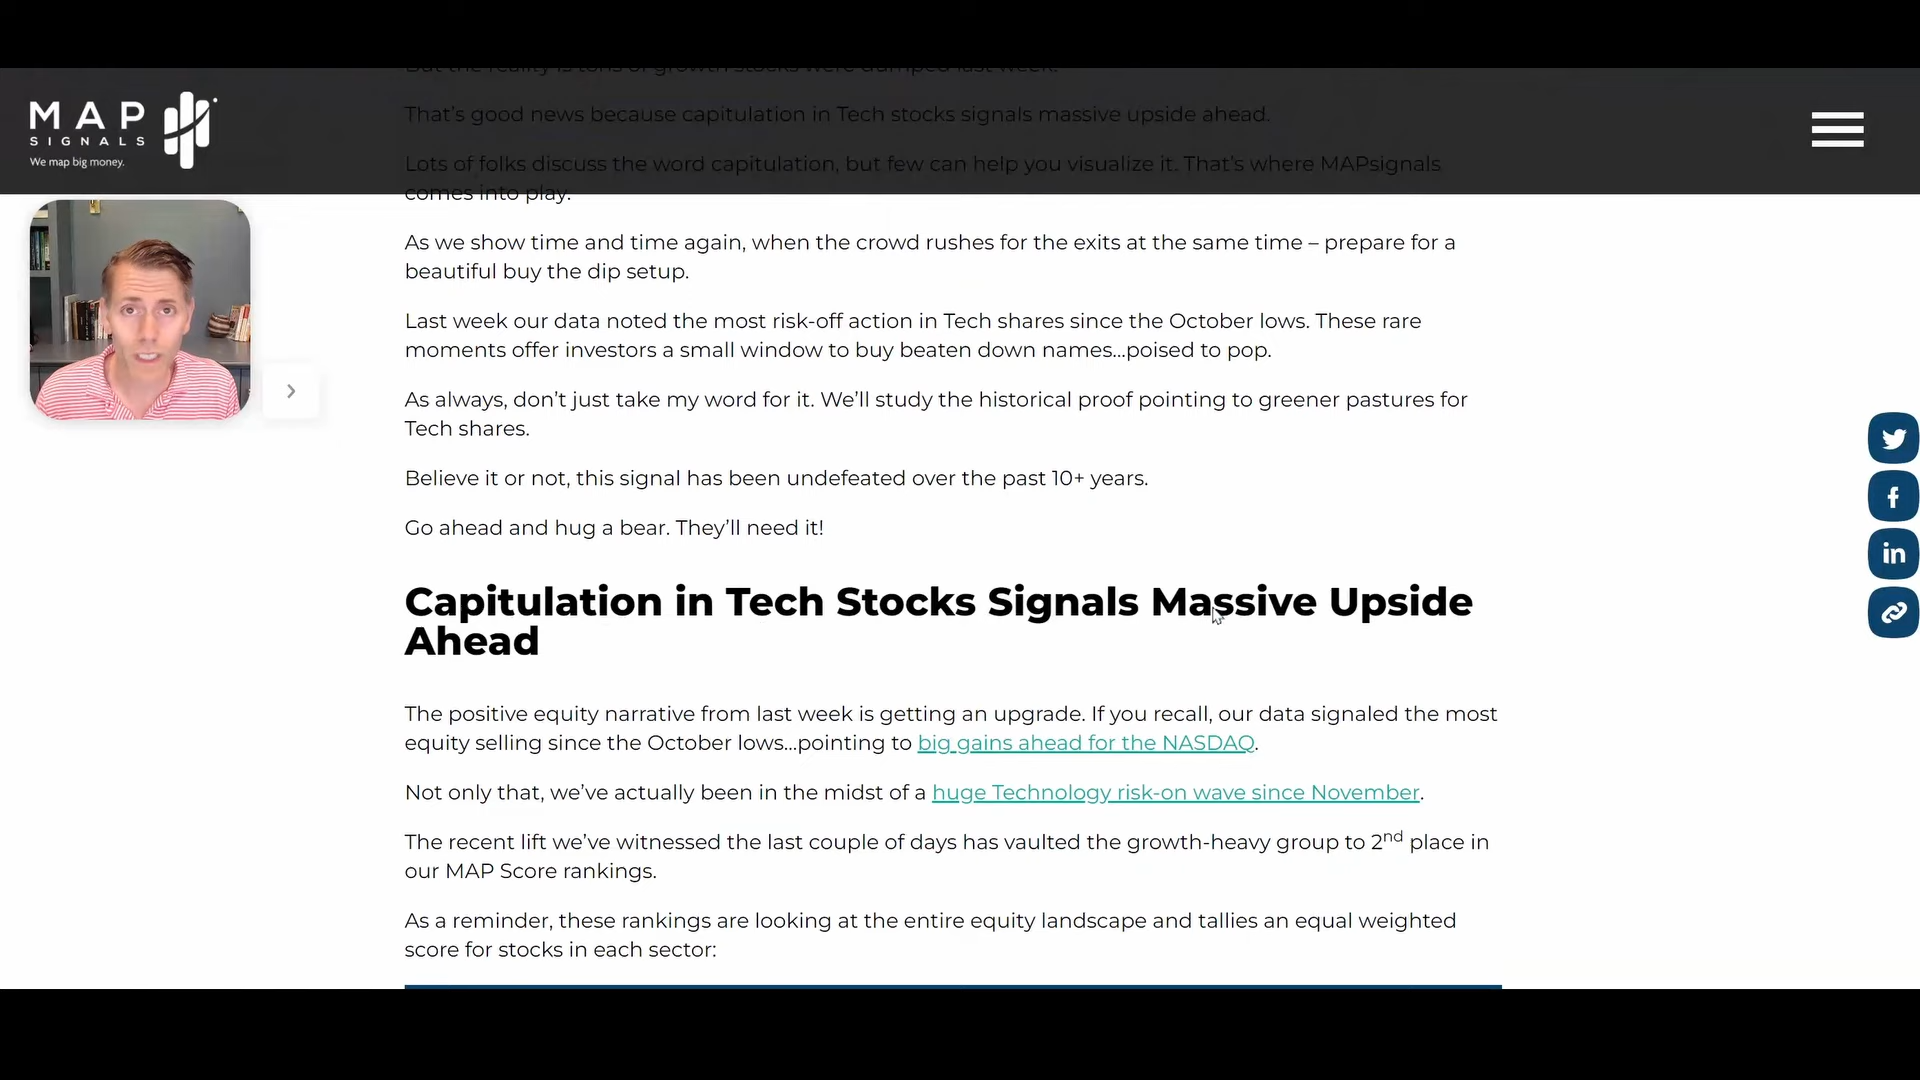 But the reality is tons of growth stocks were dumped last week.
MAP
SIGNALS
We map big money.
That's good news because capitulation in Tech stocks signals massive upside ahead.
Lots of folks discuss the word capitulation, but few can help you visualize it. That's where MAPsignals
comes into play.
As we show time and time again, when the crowd rushes for the exits at the same time – prepare for a
beautiful buy the dip setup.
Last week our data noted the most risk-off action in Tech shares since the October lows. These rare
moments offer investors a small window to buy beaten down names...poised to pop.
As always, don't just take my word for it. We'll study the historical proof pointing to greener pastures for
Tech shares.
Believe it or not, this signal has been undefeated over the past 10+ years.
Go ahead and hug a bear. They'll need it!
Capitulation in Tech Stocks Signals Massive Upside
Ahead
The positive equity narrative from last week is getting an upgrade. If you recall, our data signaled the most
equity selling since the October lows...pointing to big gains ahead for the NASDAQ.
Not only that, we've actually been in the midst of a huge Technology risk-on wave since November.
The recent lift we've witnessed the last couple of days has vaulted the growth-heavy group to 2nd place in
our MAP Score rankings.
As a reminder, these rankings are looking at the entire equity landscape and tallies an equal weighted
score for stocks in each sector: